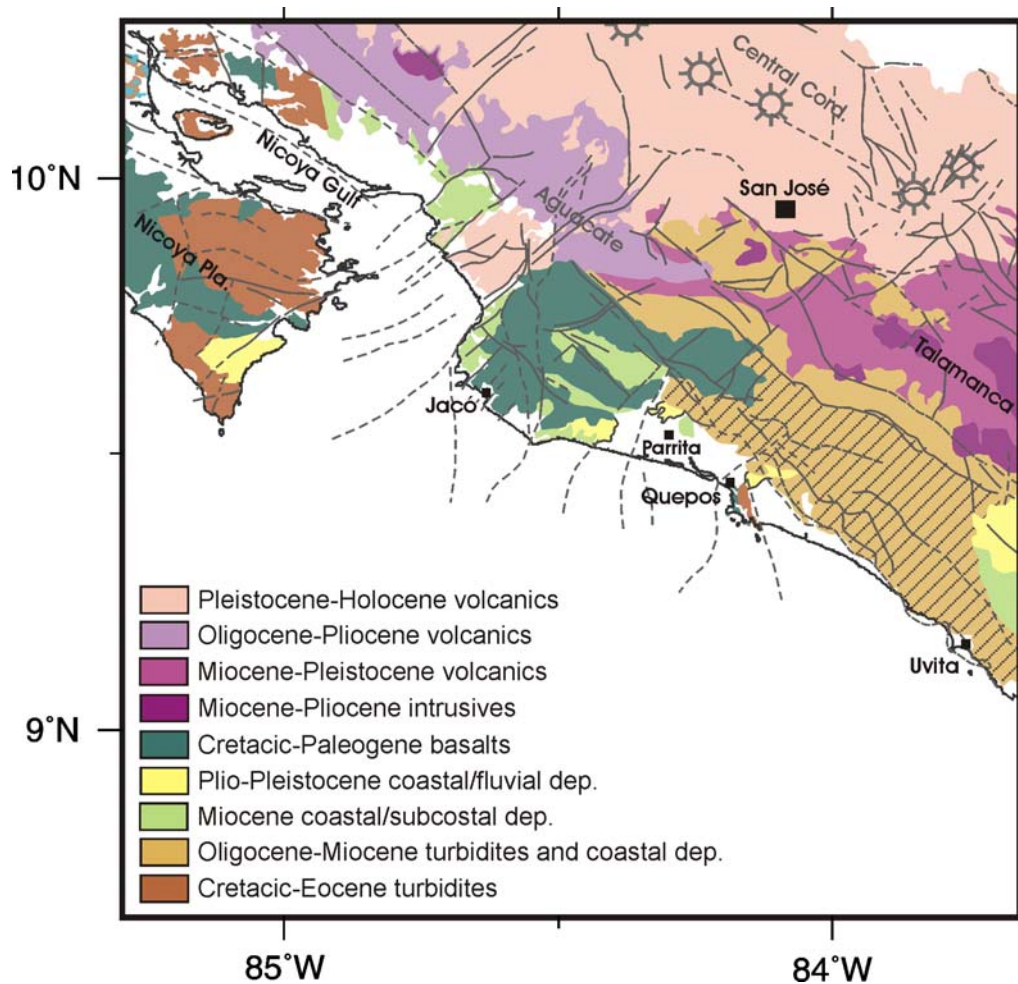 Central Cord.
Nicoya Gulf
10°N
San José
Aguacate
Nicoya Pla.
Talamanca
Jacó
Parrita
Quepos
Pleistocene-Holocene volcanics
Oligocene-Pliocene volcanics
Miocene-Pleistocene volcanics
Uvita
Miocene-Pliocene intrusives
9°N
Cretacic-Paleogene basalts
Plio-Pleistocene coastal/fluvial dep.
Miocene coastal/subcostal dep.
Oligocene-Miocene turbidites and coastal dep.
Cretacic-Eocene turbidites
85°W
84°W